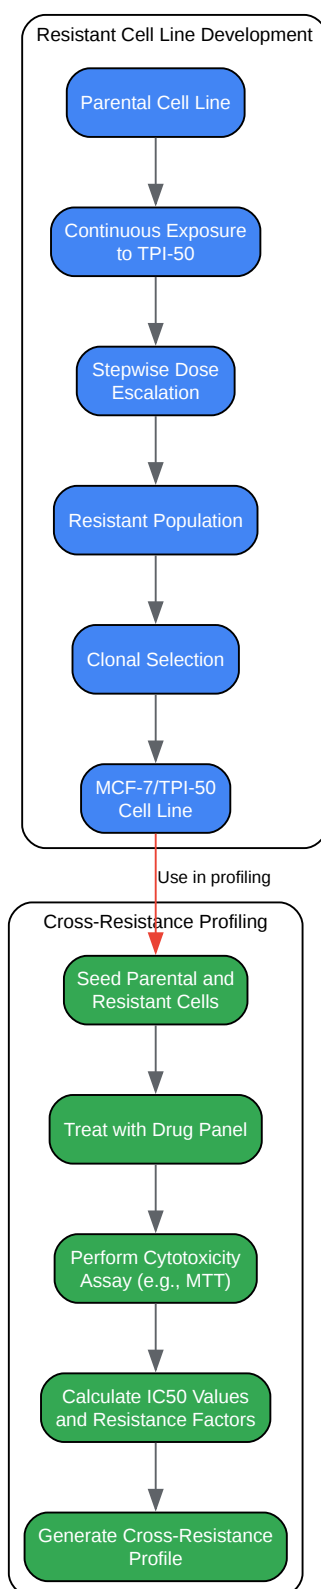 Resistant Cell Line Development
Parental Cell Line
Continuous Exposure
to TPI-50
Stepwise Dose
Escalation
Resistant Population
Clonal Selection
MCF-7/TPI-50
Cell Line
Use in profiling
Cross-Resistance Profiling
Seed Parental and
Resistant Cells
Treat with Drug Panel
Perform Cytotoxicity
Assay (e.g., MTT)
Calculate IC50 Values
and Resistance Factors
Generate Cross-Resistance
Profile